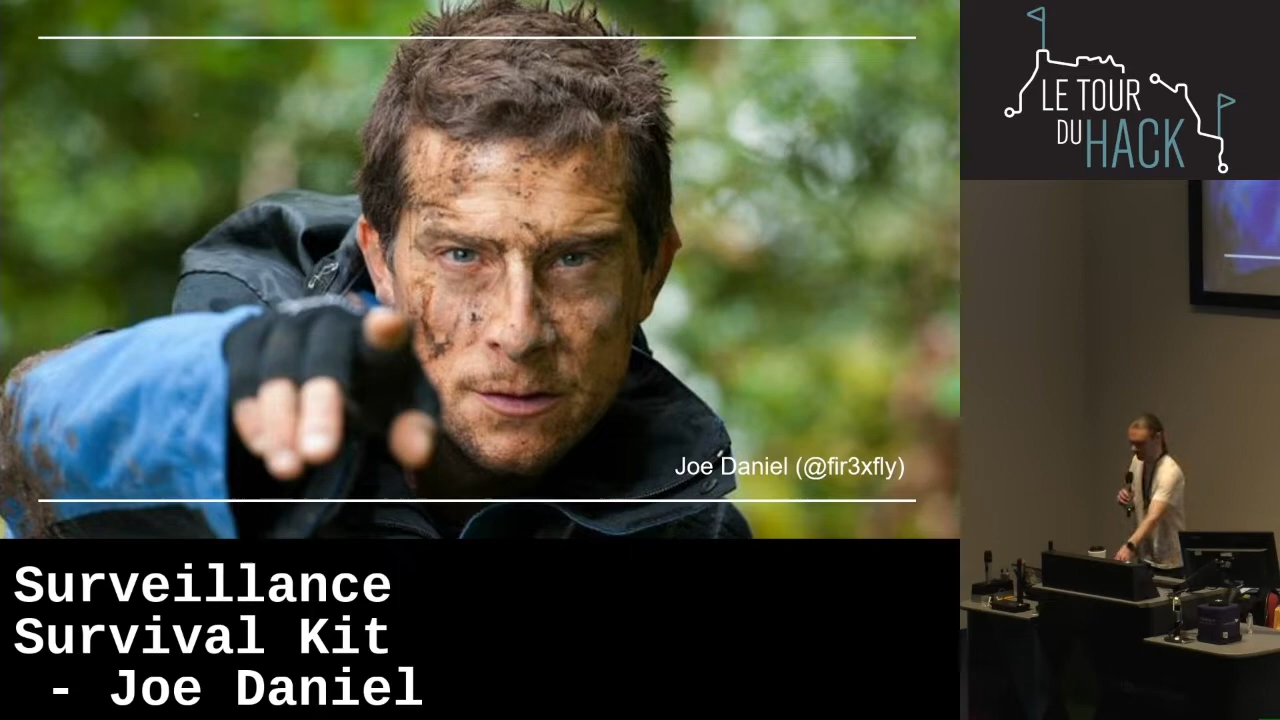 LE TOUR
DU HACK
Joe Daniel (@fir3xfly)
Surveillance
Survival Kit
- Joe Daniel